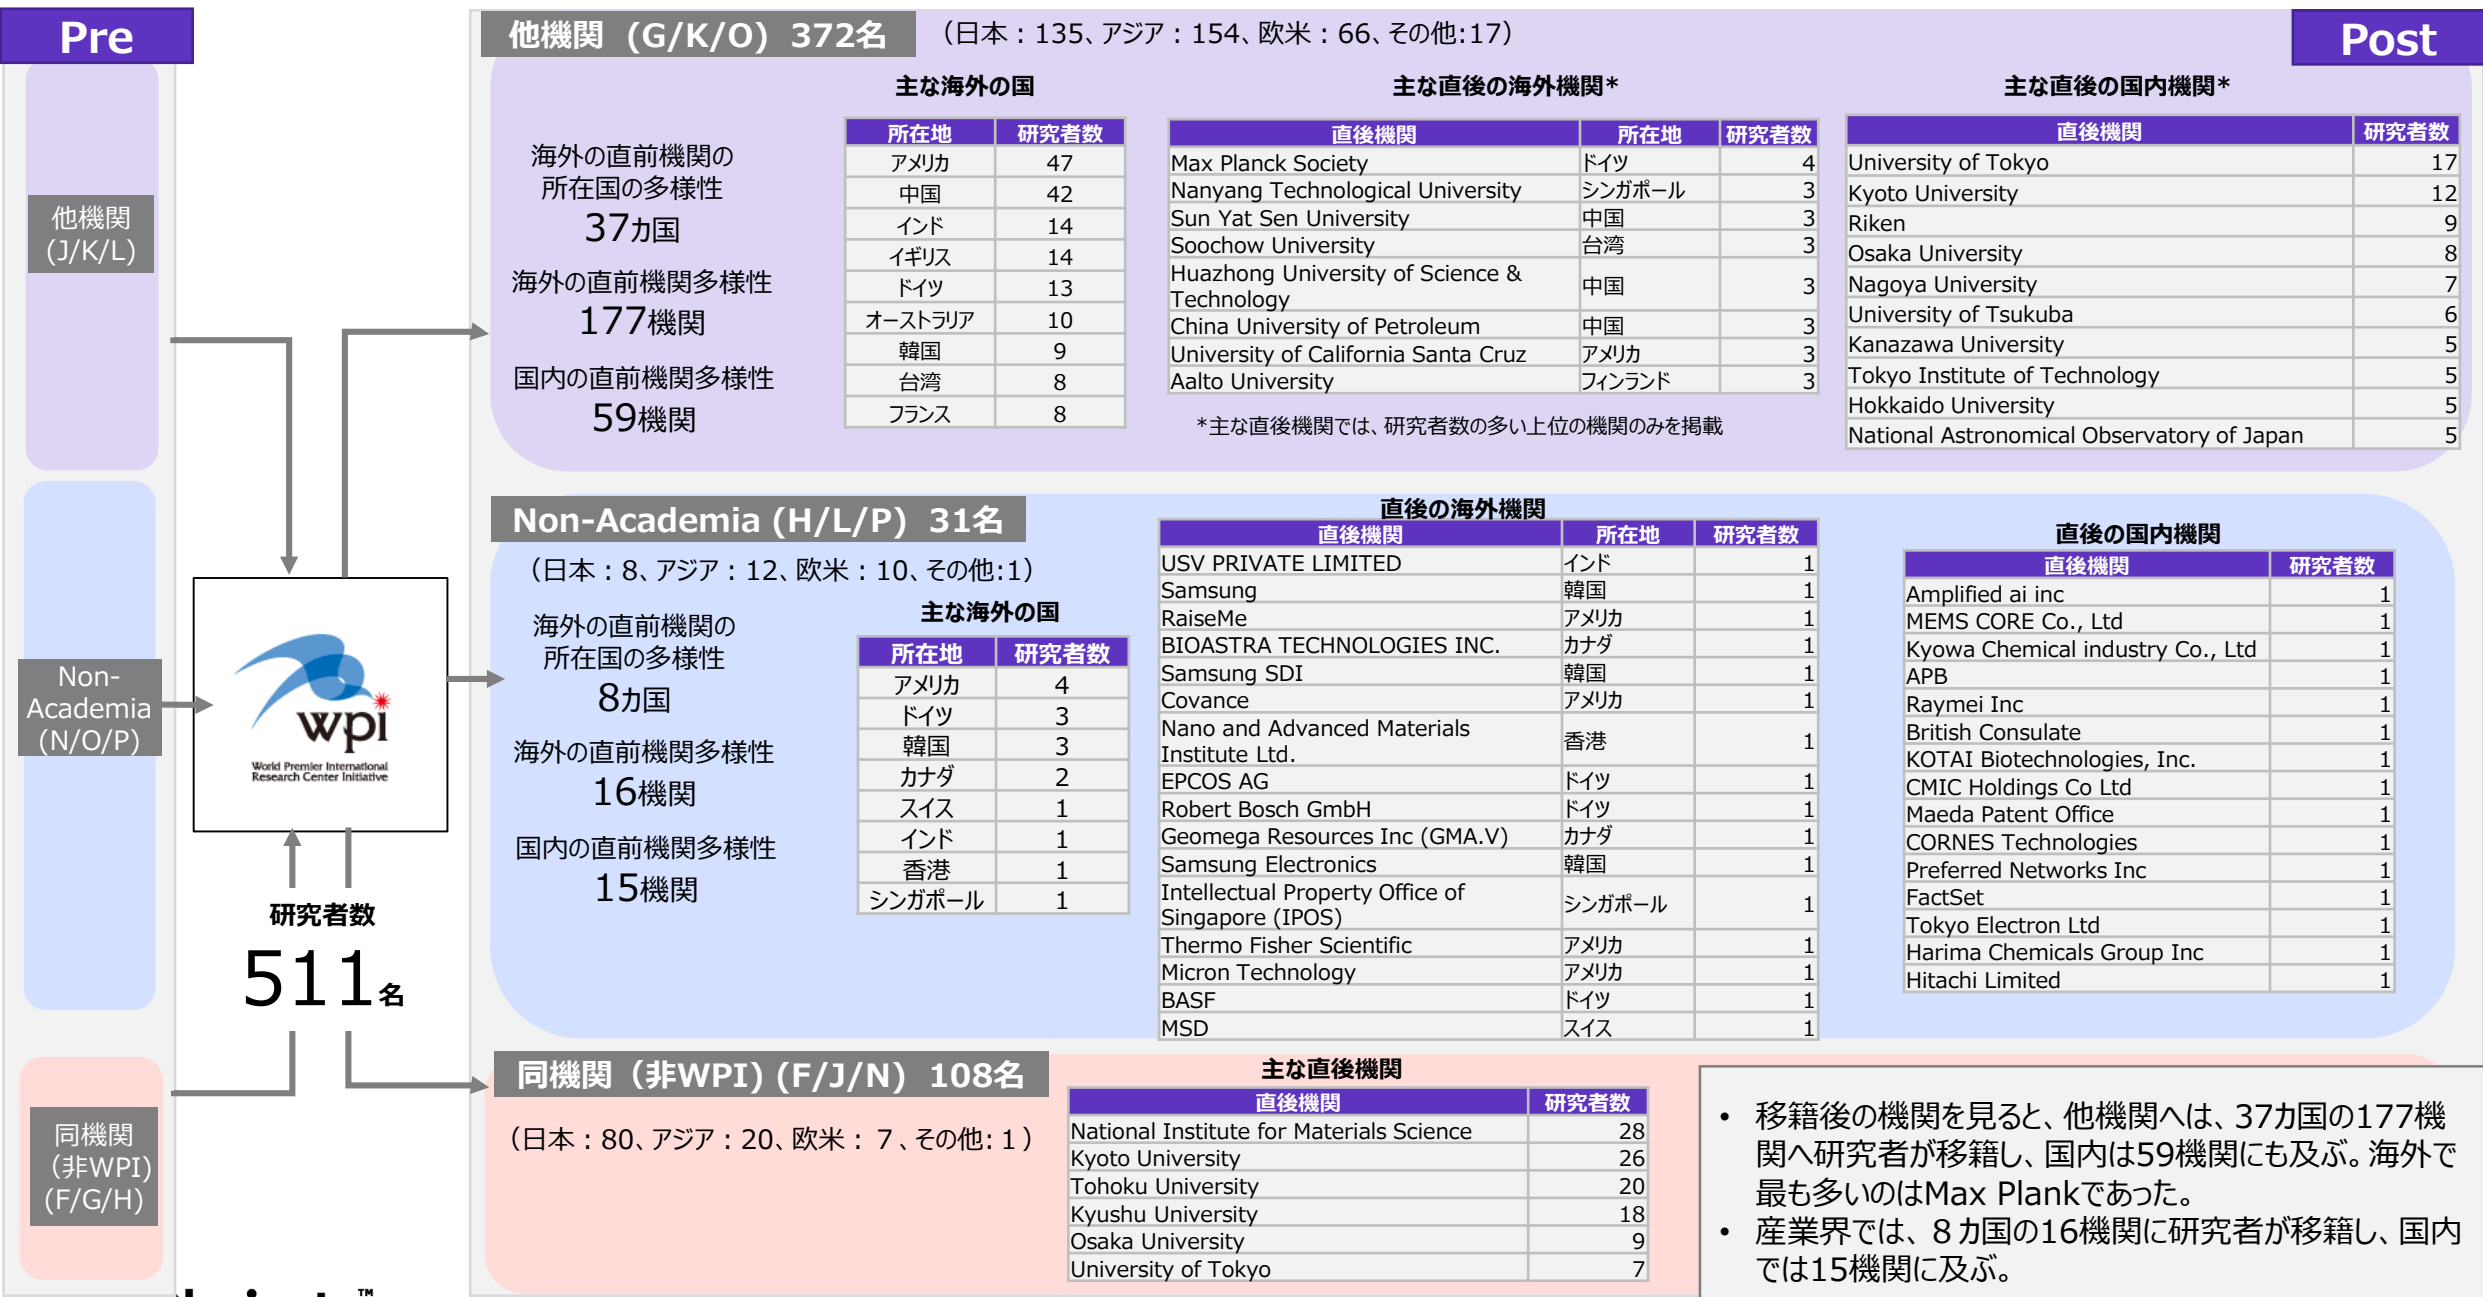 Pre
他機関 (G/K/O) 372名
（日本：135、アジア：154、欧米：66、その他:17）
Post
他機関
(J/K/L)
Non-
Academia
(N/O/P)
同機関
（非WPI)
(F/G/H)
wpi
World Premier International
Research Center Initiative
研究者数
511名
海外の直前機関の
所在国の多様性
37カ国
海外の直前機関多様性
177機関
国内の直前機関多様性
59機関
主な海外の国
所在地 研究者数
アメリカ 47
中国 42
インド 14
イギリス 14
ドイツ 13
オーストラリア 10
韓国 9
台湾 8
フランス 8
主な直後の海外機関*
直後機関 所在地 研究者数
Max Planck Society ドイツ 4
Nanyang Technological University シンガポール 3
Sun Yat Sen University 中国 3
Soochow University 台湾 3
Huazhong University of Science &
Technology 中国 3
China University of Petroleum 中国 3
University of California Santa Cruz アメリカ 3
Aalto University フィンランド 3
*主な直後機関では、研究者数の多い上位の機関のみを掲載
主な直後の国内機関*
直後機関 研究者数
University of Tokyo 17
Kyoto University 12
Riken 9
Osaka University 8
Nagoya University 7
University of Tsukuba 6
Kanazawa University 5
Tokyo Institute of Technology 5
Hokkaido University 5
National Astronomical Observatory of Japan 5
Non-Academia (H/L/P) 31名
（日本：8、アジア：12、欧米：10、その他:1）
海外の直前機関の
所在国の多様性
8カ国
海外の直前機関多様性
16機関
国内の直前機関多様性
15機関
主な海外の国
所在地 研究者数
アメリカ 4
ドイツ 3
韓国 3
カナダ 2
スイス 1
インド 1
香港 1
シンガポール 1
直後の海外機関
直後機関 所在地 研究者数
USV PRIVATE LIMITED インド 1
Samsung 韓国 1
RaiseMe アメリカ 1
BIOASTRA TECHNOLOGIES INC. カナダ 1
Samsung SDI 韓国 1
Covance アメリカ 1
Nano and Advanced Materials
Institute Ltd. 香港 1
EPCOS AG ドイツ 1
Robert Bosch GmbH ドイツ 1
Geomega Resources Inc (GMA.V) カナダ 1
Samsung Electronics 韓国 1
Intellectual Property Office of
Singapore (IPOS) シンガポール 1
Thermo Fisher Scientific アメリカ 1
Micron Technology アメリカ 1
BASF ドイツ 1
MSD スイス 1
直後の国内機関
直後機関 研究者数
Amplified ai inc 1
MEMS CORE Co., Ltd 1
Kyowa Chemical industry Co., Ltd 1
APB 1
Raymei Inc 1
British Consulate 1
KOTAI Biotechnologies, Inc. 1
CMIC Holdings Co Ltd 1
Maeda Patent Office 1
CORNES Technologies 1
Preferred Networks Inc 1
FactSet 1
Tokyo Electron Ltd 1
Harima Chemicals Group Inc 1
Hitachi Limited 1
同機関（非WPI) (F/J/N) 108名
（日本：80、アジア：20、欧米：７、その他:１）
主な直後機関
直後機関 研究者数
National Institute for Materials Science 28
Kyoto University 26
Tohoku University 20
Kyushu University 18
Osaka University 9
University of Tokyo 7
• 移籍後の機関を見ると、他機関へは、37カ国の177機
関へ研究者が移籍し、国内は59機関にも及ぶ。海外で
最も多いのはMax Plankであった。
• 産業界では、８カ国の16機関に研究者が移籍し、国内
では15機関に及ぶ。